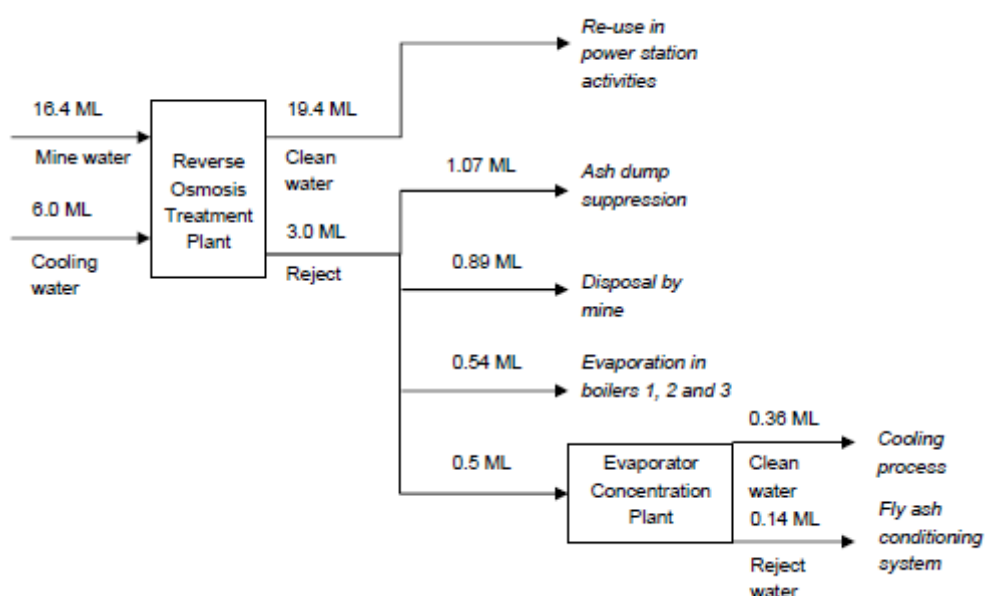 Re-use in
power station
activities
16.4 ML
Mine water
6.0 ML
Cooling
water
Reverse
Osmosis
Treatment
Plant
19.4 ML
Clean
water
3.0 ML
Reject
1.07 ML
Ash dump
suppression
0.89 ML
Disposal by
mine
0.54 ML
Evaporation in
boilers 1, 2 and 3
0.5 ML
Evaporator
Concentration
Plant
0.36 ML
Clean
water
Cooling
process
0.14 ML
Reject
water
Fly ash
conditioning
system